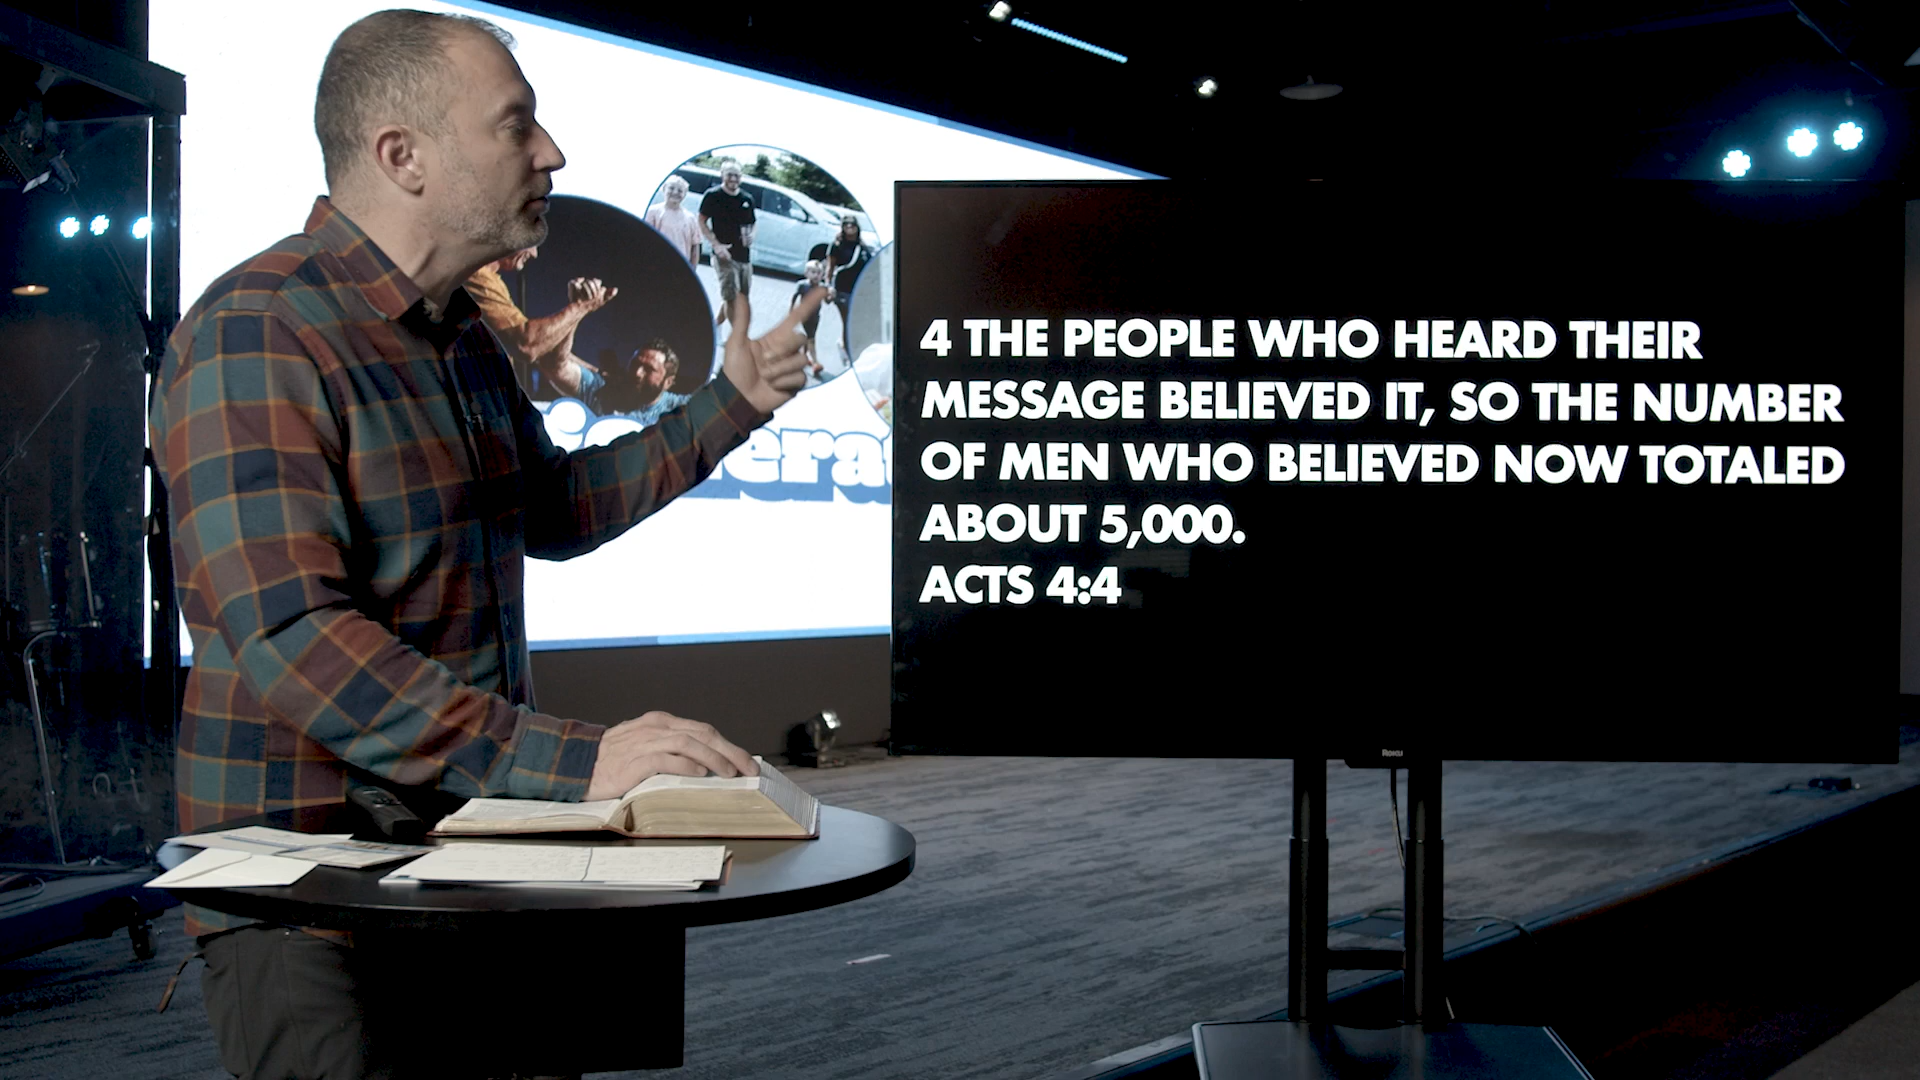 4 THE PEOPLE WHO HEARD THEIR
MESSAGE BELIEVED IT, SO THE NUMBER
OF MEN WHO BELIEVED NOW TOTALED
ABOUT 5,000.
ACTS 4:4
Roku